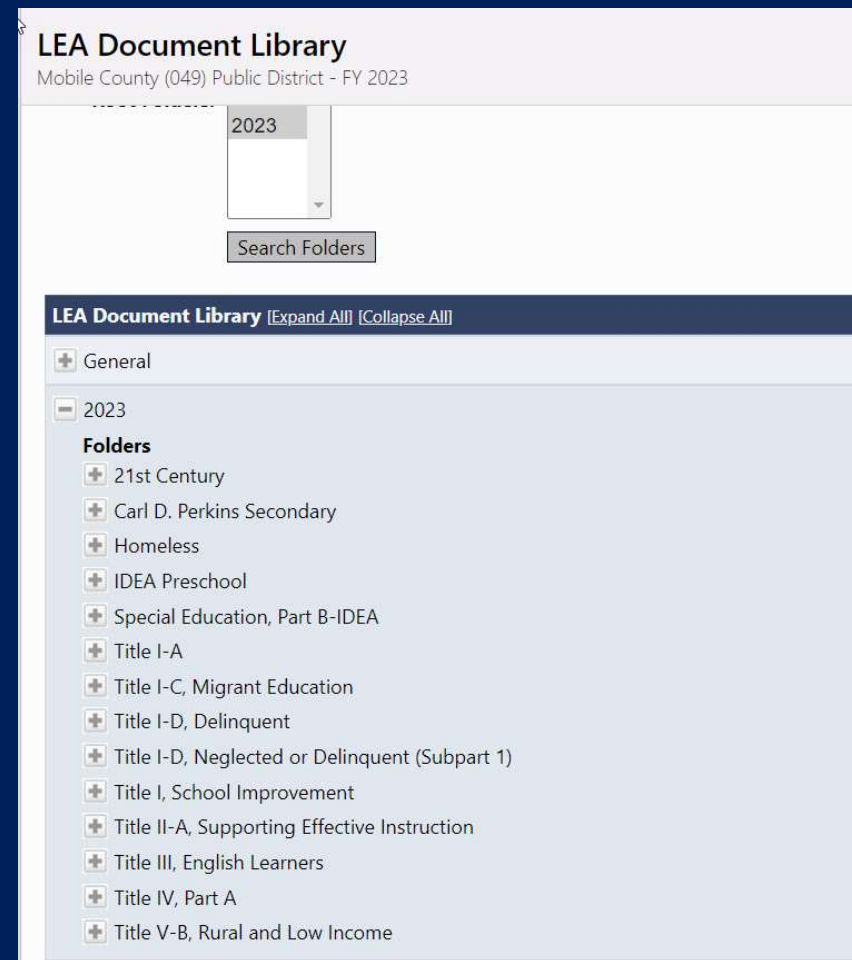 LEA Document Library
Mobile County (049) Public District - FY 2023
2023
Search Folders
LEA Document Library [Expand All] [Collapse All]
General
2023
Folders
21st Century
Carl D. Perkins Secondary
Homeless
IDEA Preschool
Special Education, Part B-IDEA
Title I-A
Title I-C, Migrant Education
Title I-D, Delinquent
Title I-D, Neglected or Delinquent (Subpart 1)
Title I, School Improvement
Title II-A, Supporting Effective Instruction
Title III, English Learners
Title IV, Part A
Title V-B, Rural and Low Income